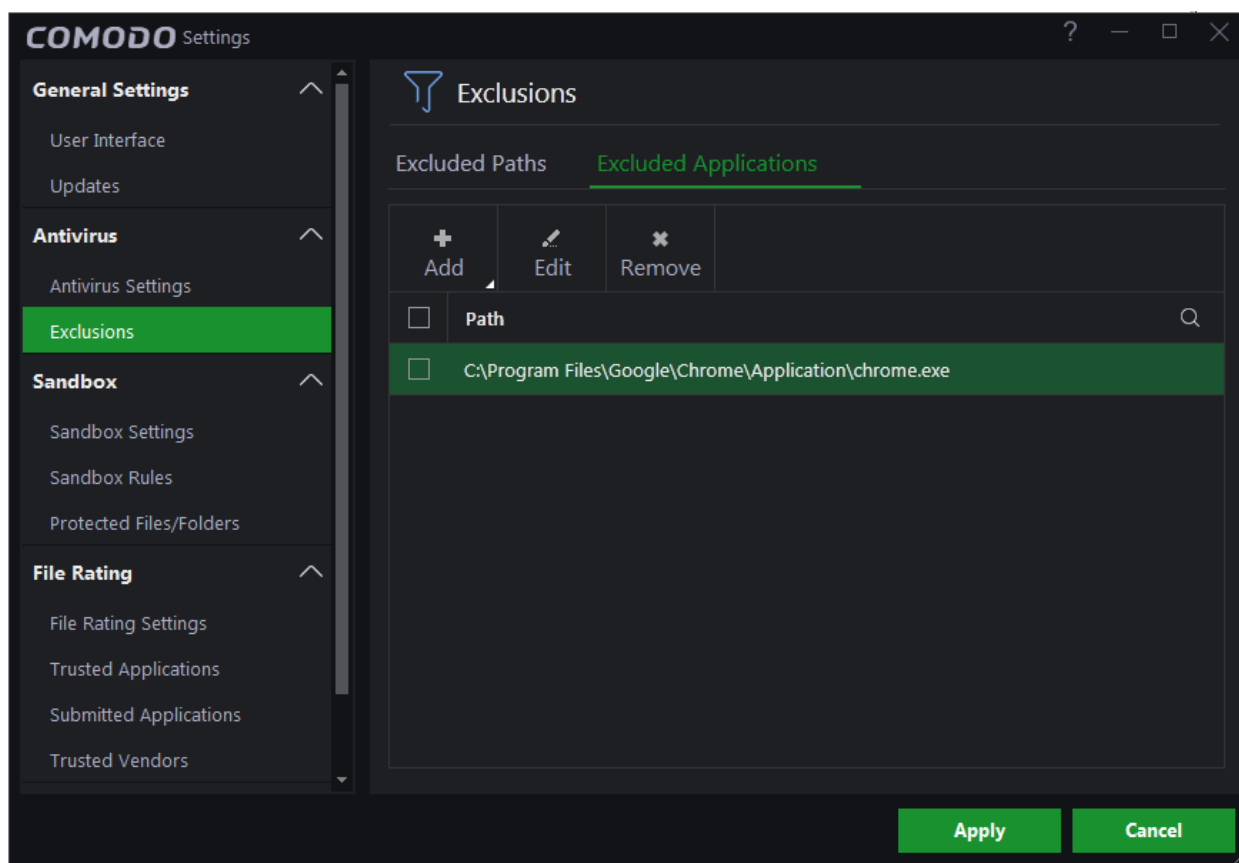 COMODO Settings
?
General Settings
User Interface
Updates
Antivirus
Antivirus Settings
Exclusions
Sandbox
Sandbox Settings
Sandbox Rules
Protected Files/Folders
File Rating
File Rating Settings
Trusted Applications
Submitted Applications
Trusted Vendors
Exclusions
Excluded Paths Excluded Applications
Add Edit Remove
Path
C:\Program Files\Google\Chrome\Application\chrome.exe
Apply Cancel